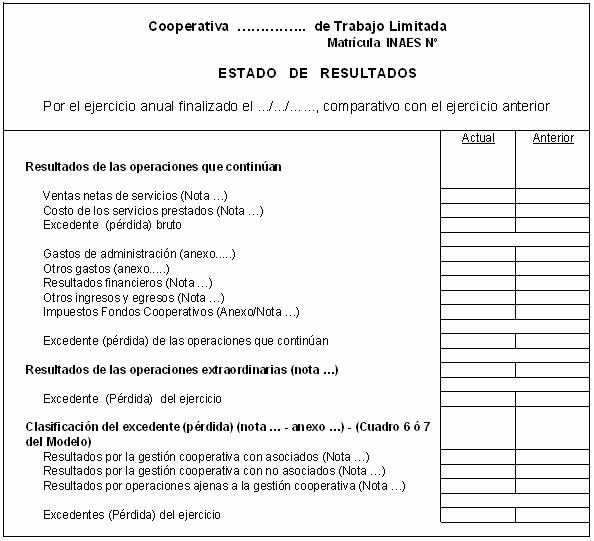 Cooperativa ………….. de Trabajo Limitada
Matrícula INAES Nº
ESTADO DE RESULTADOS
Por el ejercicio anual finalizado el …/…/……, comparativo con el ejercicio anterior
Actual Anterior
Resultados de las operaciones que continúan
Ventas netas de servicios (Nota …)
Costo de los servicios prestados (Nota …)
Excedente (pérdida) bruto
Gastos de administración (anexo.....)
Otros gastos (anexo.....)
Resultados financieros (Nota …)
Otros ingresos y egresos (Nota …)
Impuestos Fondos Cooperativos (Anexo/Nota …)
Excedente (pérdida) de las operaciones que continúan
Resultados de las operaciones extraordinarias (nota …)
Excedente (Pérdida) del ejercicio
Clasificación del excedente (pérdida) (nota … - anexo …) - (Cuadro 6 ó 7
del Modelo)
Resultados por la gestión cooperativa con asociados (Nota …)
Resultados por la gestión cooperativa con no asociados (Nota …)
Resultados por operaciones ajenas a la gestión cooperativa (Nota …)
Excedentes (Pérdida) del ejercicio